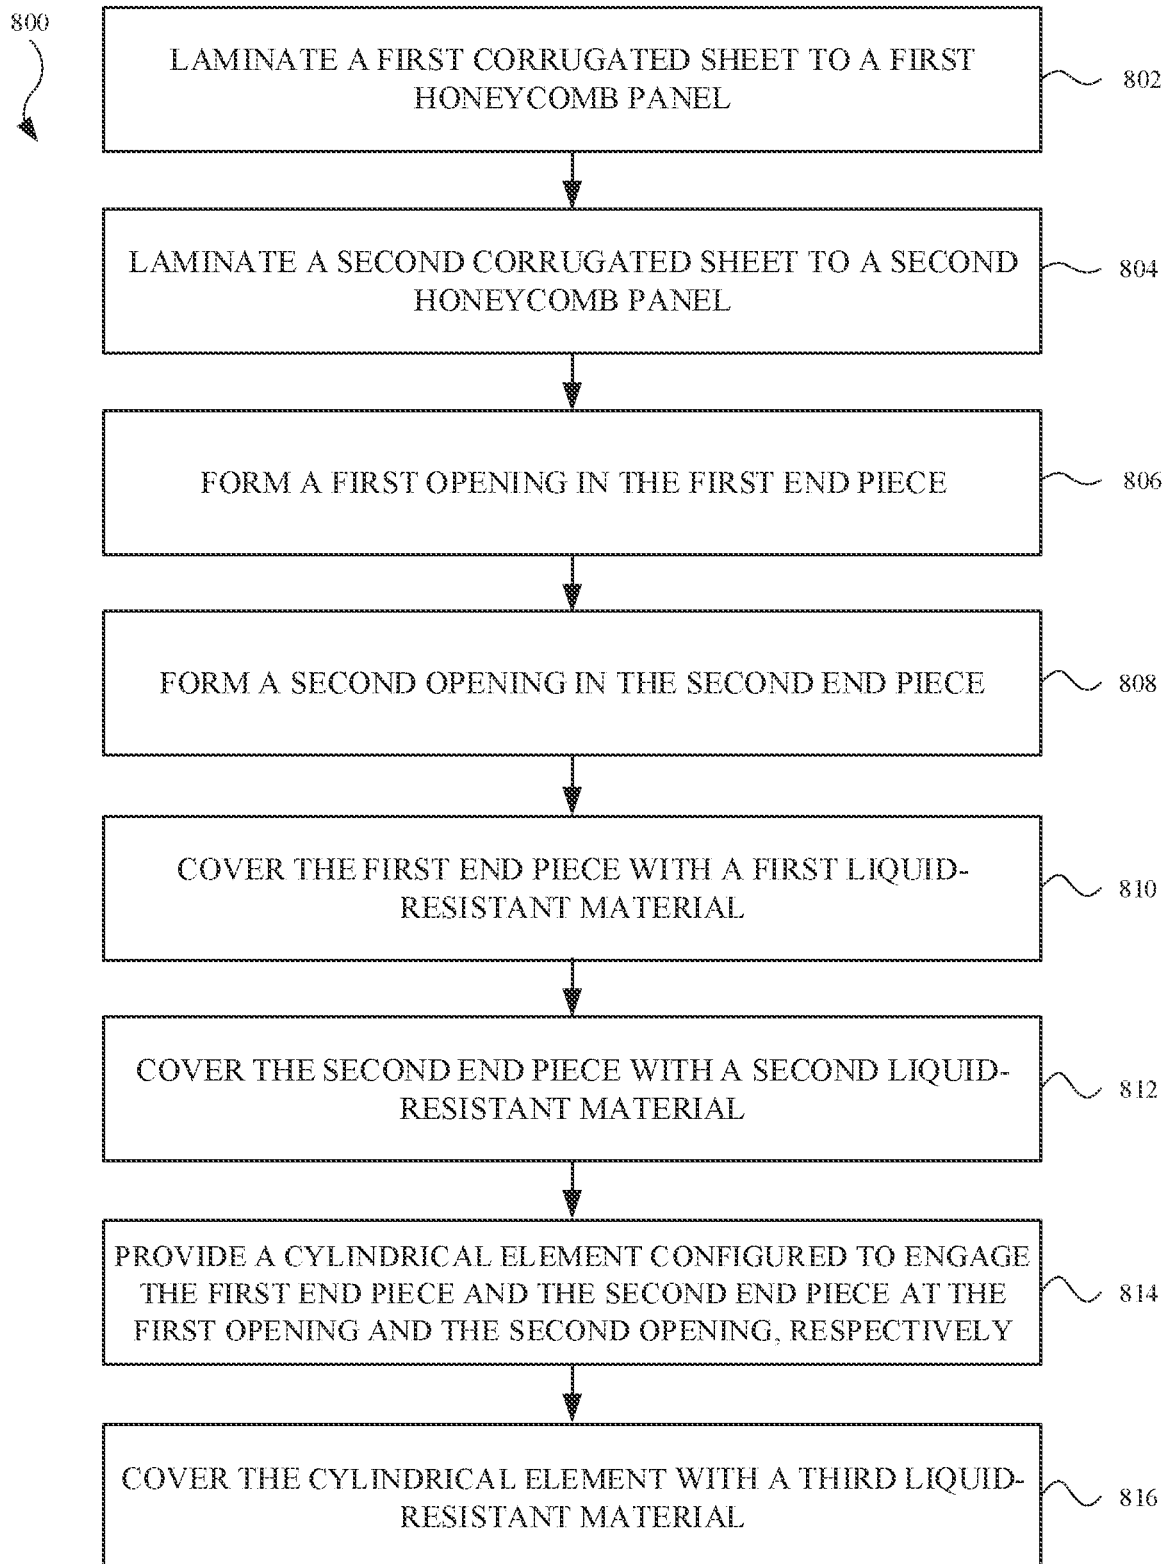 800
LAMINATE A FIRST CORRUGATED SHEET TO A FIRST
HONEYCOMB PANEL
802
LAMINATE A SECOND CORRUGATED SHEET TO A SECOND
HONEYCOMB PANEL
804
FORM A FIRST OPENING IN THE FIRST END PIECE
806
FORM A SECOND OPENING IN THE SECOND END PIECE
808
COVER THE FIRST END PIECE WITH A FIRST LIQUID-
RESISTANT MATERIAL
810
COVER THE SECOND END PIECE WITH A SECOND LIQUID-
RESISTANT MATERIAL
812
PROVIDE A CYLINDRICAL ELEMENT CONFIGURED TO ENGAGE
THE FIRST END PIECE AND THE SECOND END PIECE AT THE
FIRST OPENING AND THE SECOND OPENING, RESPECTIVELY
814
COVER THE CYLINDRICAL ELEMENT WITH A THIRD LIQUID-
RESISTANT MATERIAL
816